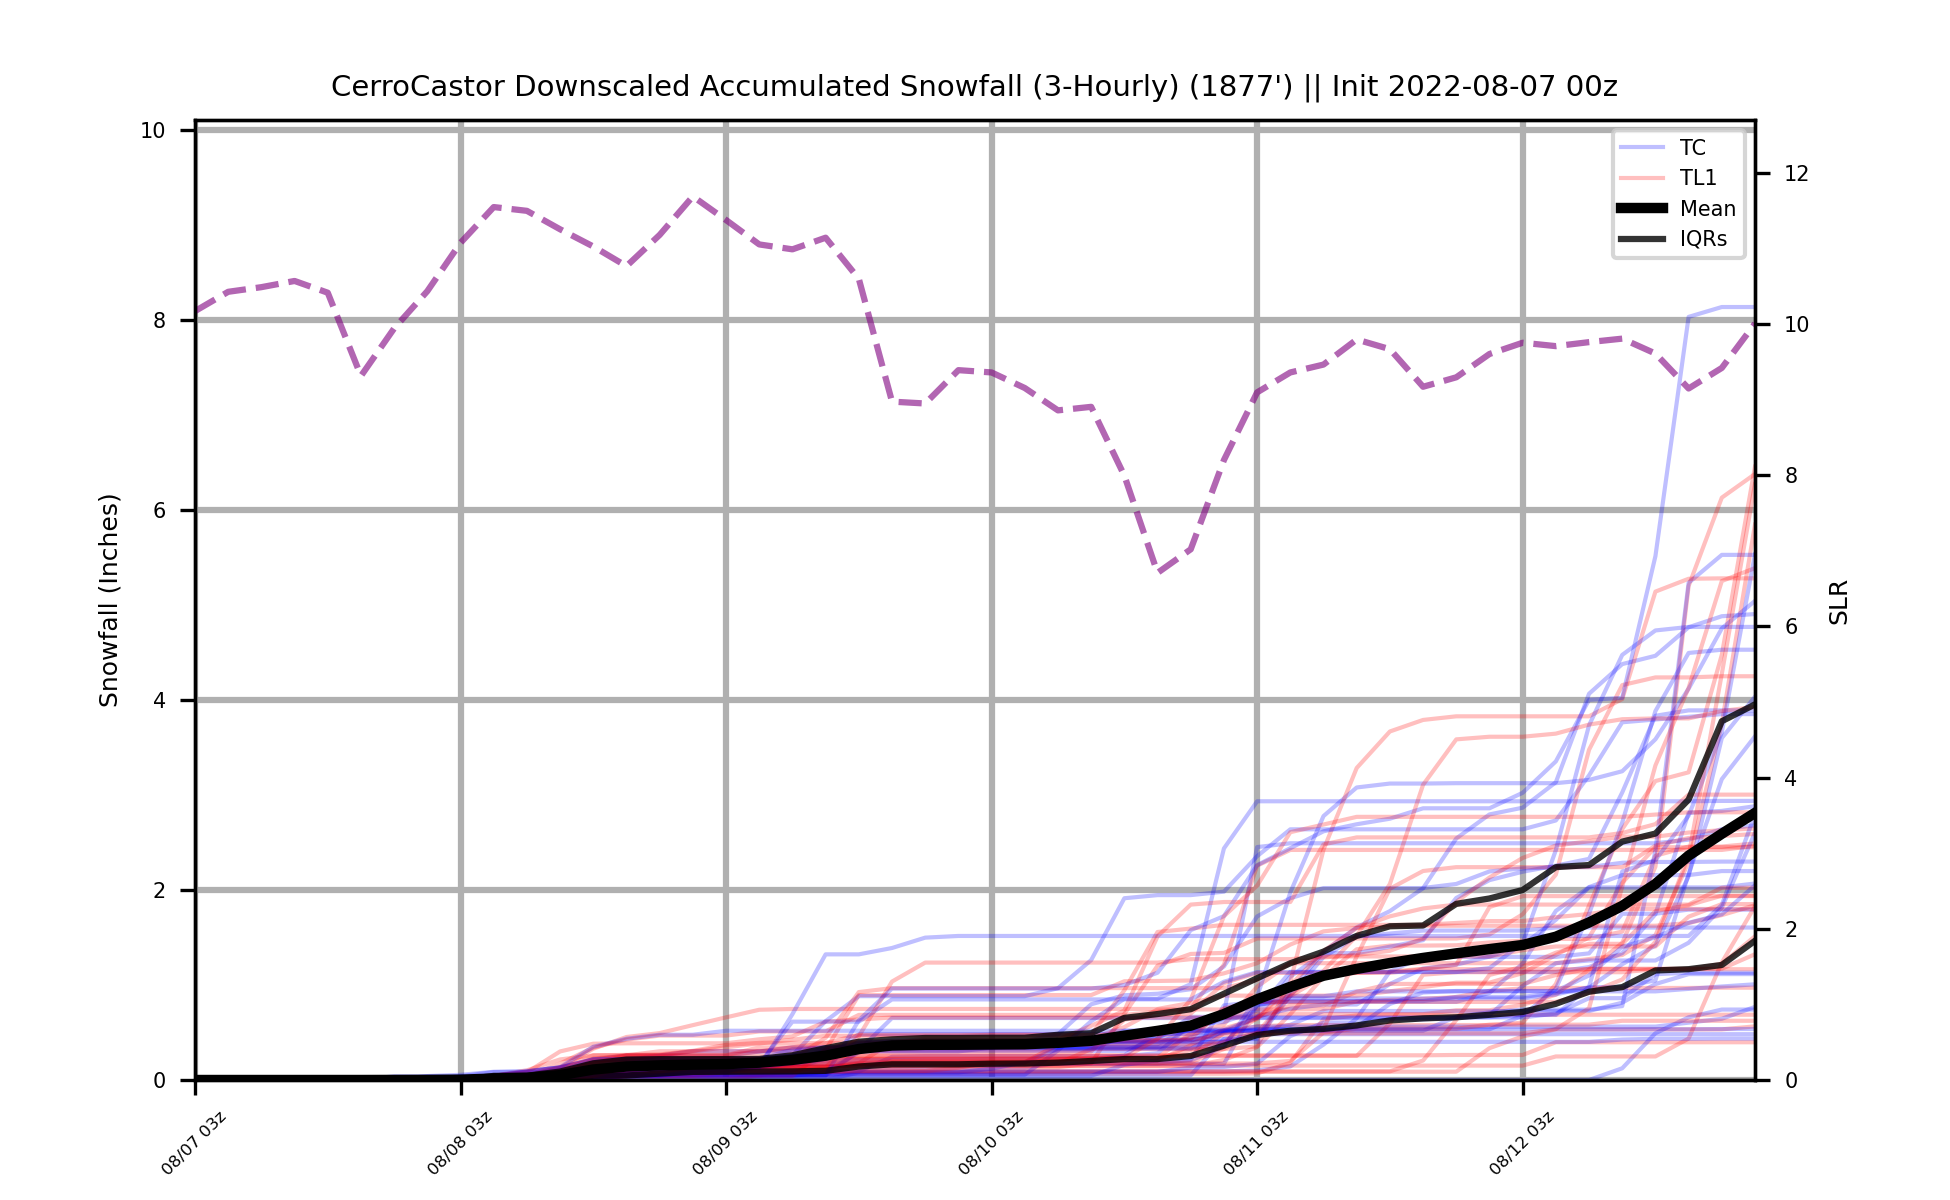 CerroCastor Downscaled Accumulated Snowfall (3-Hourly) (1877') || Init 2022-08-07 00z
Snowfall (Inches)
10
8
6
4
2
0
TC
TL1
Mean
IQRs
12
10
8
6
4
2
0
SLR
08/07 03z
08/08 03z
08/09 03z
08/10 03z
08/11 03z
08/12 03z